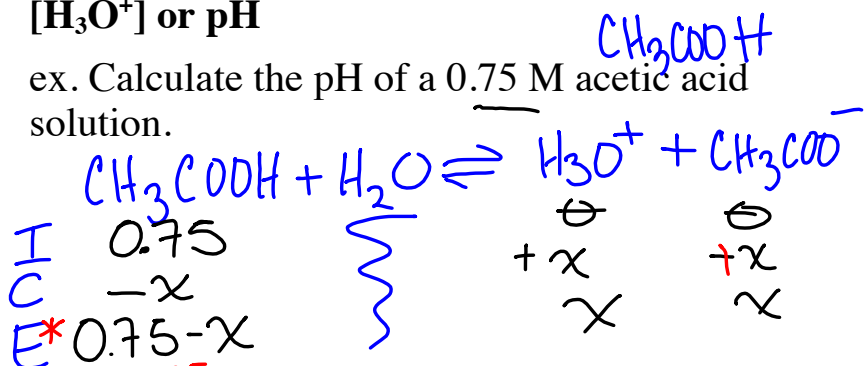 [H₃O⁺] or pH
CH₃COOH
ex. Calculate the pH of a 0.75 M acetic acid
solution.
CH₃COOH + H₂O ⇌ H₃O⁺ + CH₃COO⁻
I 0.75 0 0
C -x +x +x
E* 0.75-x x x